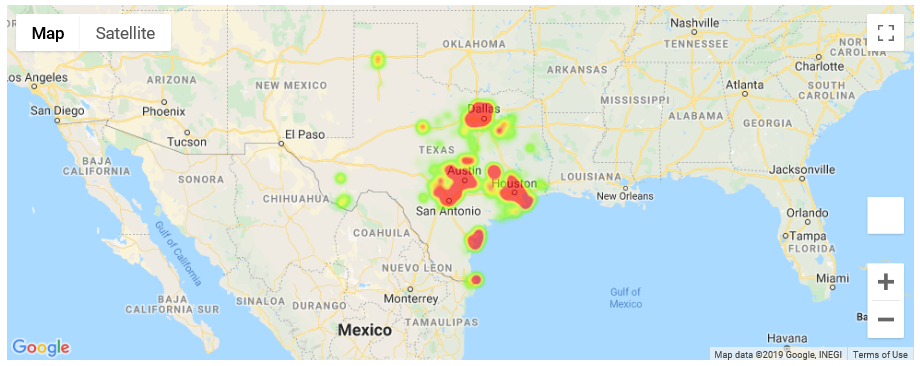 Map
Satellite
Nashville
OKLAHOMA
TENNESSEE
NORTH
CAROLINA
os Angeles
ARIZONA
NEW MEXICO
ARKANSAS
Charlotte
Atlanta
SOUTH
CAROLINA
San Diego
Phoenix
MISSISSIPPI
Dallas
ALABAMA
GEORGIA
Tucson
El Paso
TEXAS
BAJA
CALIFORNIA
SONORA
Austin
LOUISIANA
Jacksonville
CHIHUAHUA
Houston
New Orleans
San Antonio
Gulf of
California
COAHUILA
Orlando
Tampa
FLORIDA
NUEVO LEON
Miami
BAJA
CALIFORNIA SUR
SINALOA
DURANGO
Monterrey
Gulf of
Mexico
TAMAULIPAS
Mexico
Ba
Havana
Google
Map data ©2019 Google, INEGI
Terms of Use